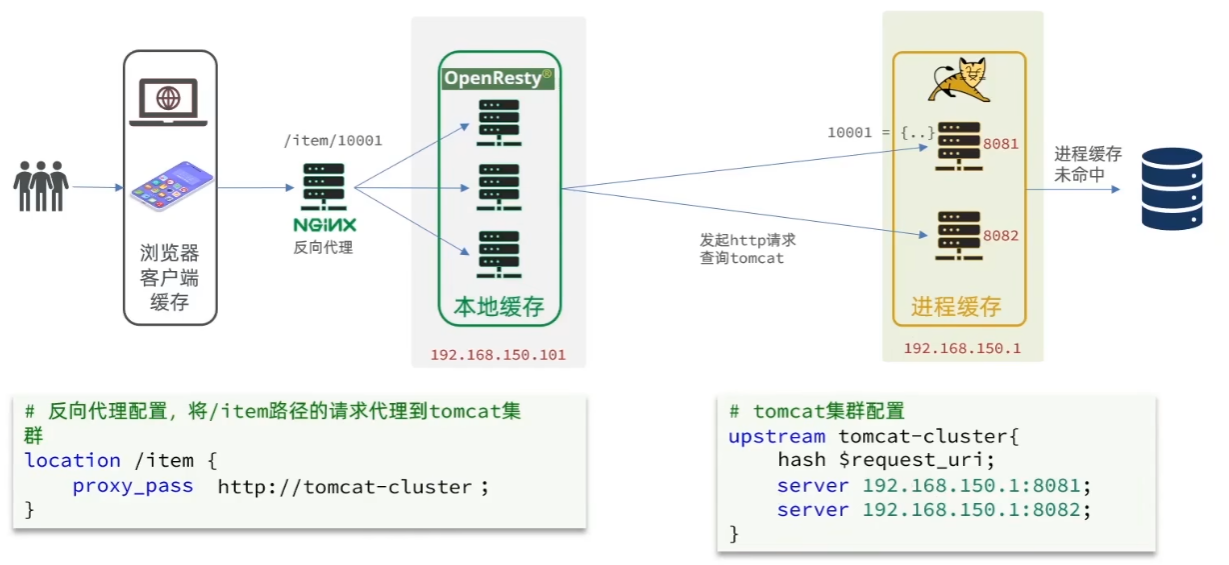 OpenResty®
/item/10001
10001 = {..}
8081
进程缓存
未命中
NGiNX
反向代理
浏览器
客户端
缓存
8082
发起http请求
查询tomcat
本地缓存
进程缓存
192.168.150.101
192.168.150.1
# 反向代理配置，将/item路径的请求代理到tomcat集
群
location /item {
proxy_pass http://tomcat-cluster ;
}
# tomcat集群配置
upstream tomcat-cluster{
hash $request_uri;
server 192.168.150.1:8081;
server 192.168.150.1:8082;
}